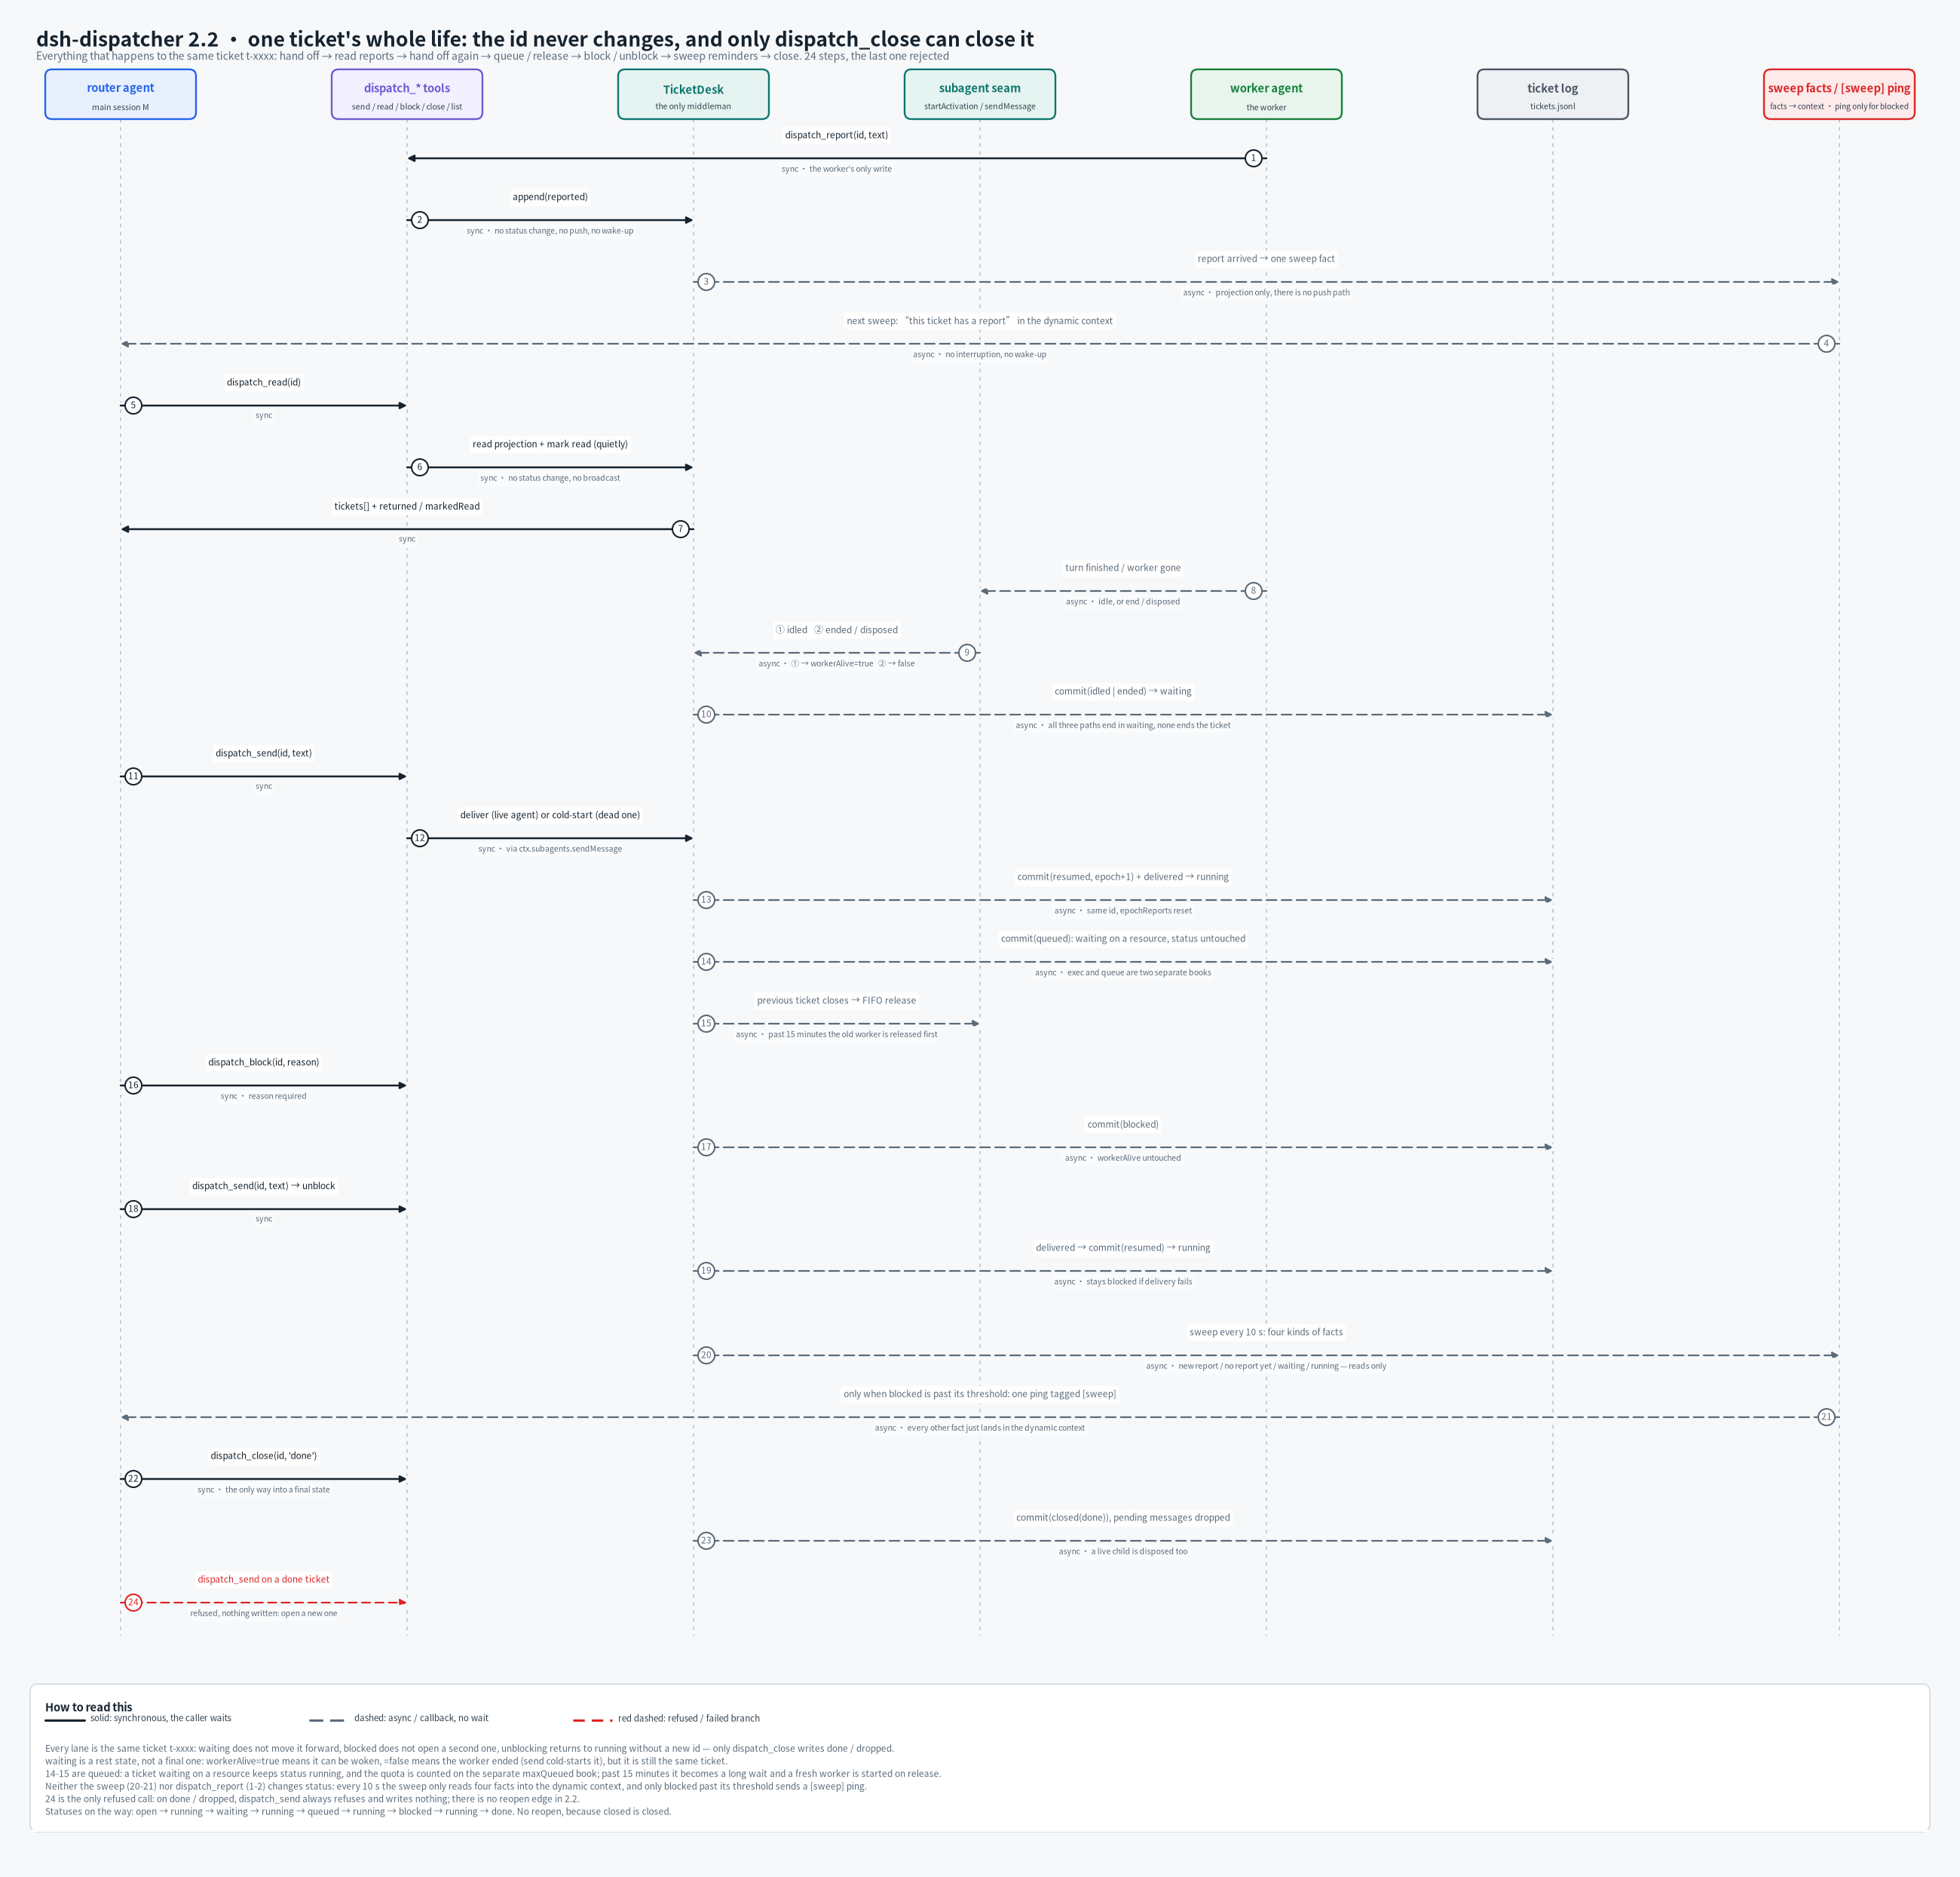 dsh-dispatcher 2.2 · one ticket's whole life: the id never changes, and only dispatch_close can close it
Everything that happens to the same ticket t-xxxx: hand off → read reports → hand off again → queue / release → block / unblock → sweep reminders → close. 24 steps, the last one rejected
router agent
main session M
dispatch_* tools
send / read / block / close / list
TicketDesk
the only middleman
subagent seam
startActivation / sendMessage
worker agent
the worker
ticket log
tickets.jsonl
sweep facts / [sweep] ping
facts → context · ping only for blocked
dispatch_report(id, text)
1
sync · the worker's only write
append(reported)
2
sync · no status change, no push, no wake-up
report arrived → one sweep fact
3
async · projection only, there is no push path
next sweep: “this ticket has a report” in the dynamic context
4
async · no interruption, no wake-up
dispatch_read(id)
5
sync
read projection + mark read (quietly)
6
sync · no status change, no broadcast
tickets[] + returned / markedRead
7
sync
turn finished / worker gone
8
async · idle, or end / disposed
① idled ② ended / disposed
9
async · ① → workerAlive=true ② → false
commit(idled | ended) → waiting
10
async · all three paths end in waiting, none ends the ticket
dispatch_send(id, text)
11
sync
deliver (live agent) or cold-start (dead one)
12
sync · via ctx.subagents.sendMessage
commit(resumed, epoch+1) + delivered → running
13
async · same id, epochReports reset
commit(queued): waiting on a resource, status untouched
14
async · exec and queue are two separate books
previous ticket closes → FIFO release
15
async · past 15 minutes the old worker is released first
dispatch_block(id, reason)
16
sync · reason required
commit(blocked)
17
async · workerAlive untouched
dispatch_send(id, text) → unblock
18
sync
delivered → commit(resumed) → running
19
async · stays blocked if delivery fails
sweep every 10 s: four kinds of facts
20
async · new report / no report yet / waiting / running — reads only
only when blocked is past its threshold: one ping tagged [sweep]
21
async · every other fact just lands in the dynamic context
dispatch_close(id, 'done')
22
sync · the only way into a final state
commit(closed(done)), pending messages dropped
23
async · a live child is disposed too
dispatch_send on a done ticket
24
refused, nothing written: open a new one
How to read this
solid: synchronous, the caller waits
dashed: async / callback, no wait
red dashed: refused / failed branch
Every lane is the same ticket t-xxxx: waiting does not move it forward, blocked does not open a second one, unblocking returns to running without a new id — only dispatch_close writes done / dropped.
waiting is a rest state, not a final one: workerAlive=true means it can be woken, =false means the worker ended (send cold-starts it), but it is still the same ticket.
14-15 are queued: a ticket waiting on a resource keeps status running, and the quota is counted on the separate maxQueued book; past 15 minutes it becomes a long wait and a fresh worker is started on release.
Neither the sweep (20-21) nor dispatch_report (1-2) changes status: every 10 s the sweep only reads four facts into the dynamic context, and only blocked past its threshold sends a [sweep] ping.
24 is the only refused call: on done / dropped, dispatch_send always refuses and writes nothing; there is no reopen edge in 2.2.
Statuses on the way: open → running → waiting → running → queued → running → blocked → running → done. No reopen, because closed is closed.